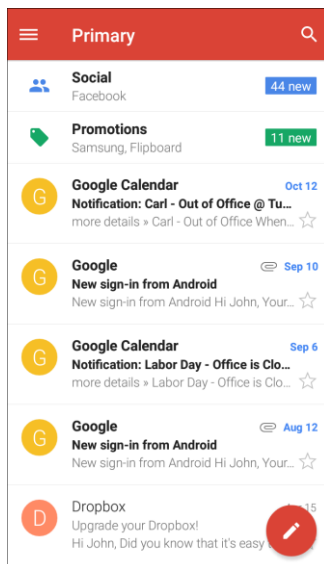 Primary
Social
Facebook
44 new
Promotions
Samsung, Flipboard
11 new
G
Google Calendar
Oct 12
Notification: Carl - Out of Office @ Tu...
more details » Carl - Out of Office When...
G
Google
Sep 10
New sign-in from Android
New sign-in from Android Hi John, Your...
G
Google Calendar
Sep 6
Notification: Labor Day - Office is Clo...
more details » Labor Day - Office is Clo...
G
Google
Aug 12
New sign-in from Android
New sign-in from Android Hi John, Your...
D
Dropbox
15
Upgrade your Dropbox!
Hi John, Did you know that it's easy